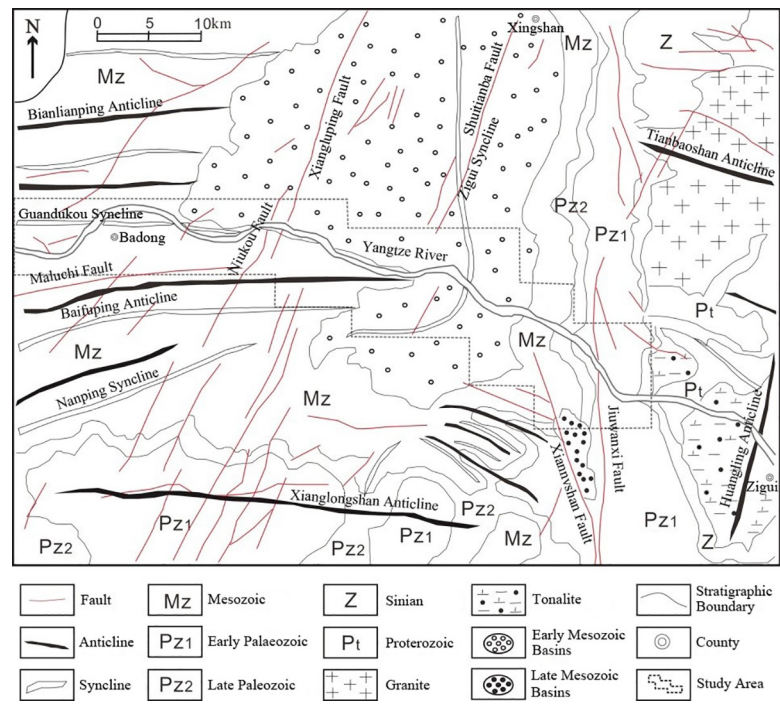 0 5 10km
N
Xingshan
Mz
Z
Mz
Bianlianping Anticline
Xiangluping Fault
Shuitianba Fault
Zigui Syncline
Tianbaoshan Anticline
Pz2
Guandukou Syncline
Badong
Niukou Fault
Yangtze River
Pz1
Maluchi Fault
Baifuping Anticline
Pt
Mz
Mz
Nanping Syncline
Mz
Pt
Jiuwanxi Fault
Xiannvshan Fault
Huangling Anticline
Zigui
Xianglongshan Anticline
Pz2
Pz1
Pz1
Pz2
Pz2
Pz1
Mz
Z
Fault
Mz Mesozoic
Z Sinian
Tonalite
Stratigraphic
Boundary
Anticline
Pz1 Early Palaeozoic
Pt Proterozoic
Early Mesozoic
Basins
County
Syncline
Pz2 Late Paleozoic
Granite
Late Mesozoic
Basins
Study Area